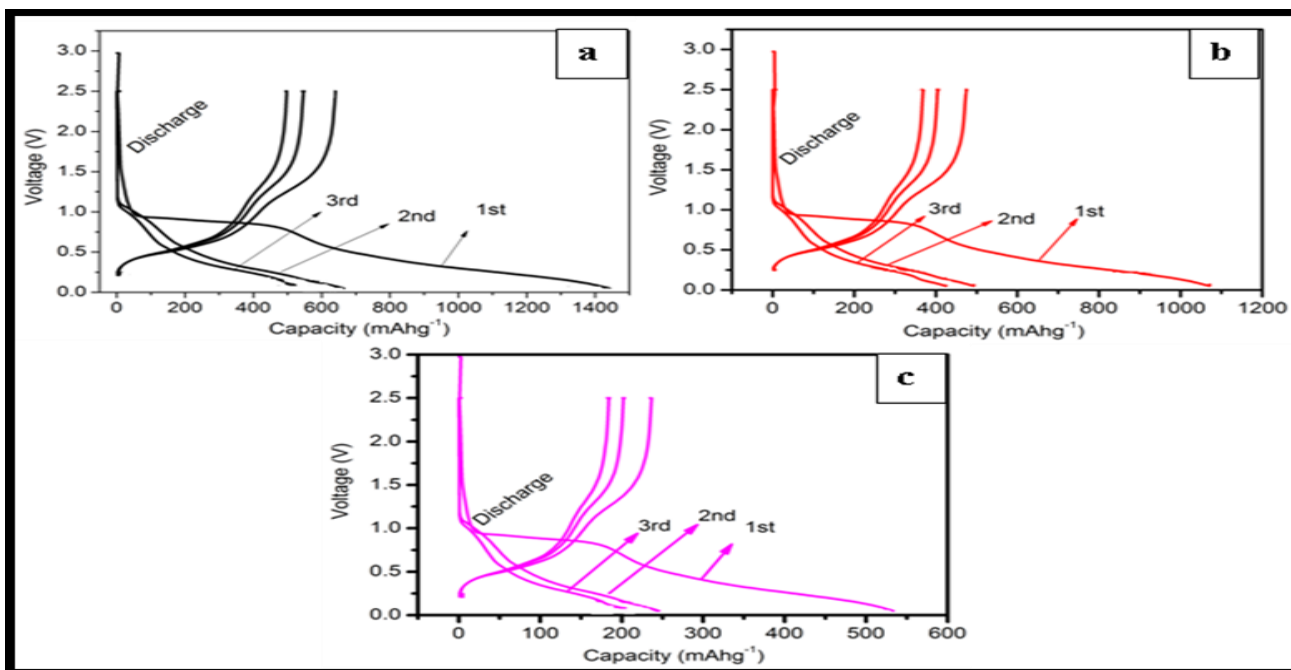 a
3.0
2.5
2.0
1.5
1.0
0.5
0.0
Voltage (V)
Discharge
3rd
2nd
1st
0 200 400 600 800 1000 1200 1400
Capacity (mAhg⁻¹)
b
3.0
2.5
2.0
1.5
1.0
0.5
0.0
Voltage (V)
Discharge
3rd
2nd
1st
0 200 400 600 800 1000 1200
Capacity (mAhg⁻¹)
c
3.0
2.5
2.0
1.5
1.0
0.5
0.0
Voltage (V)
Discharge
3rd
2nd
1st
0 100 200 300 400 500 600
Capacity (mAhg⁻¹)